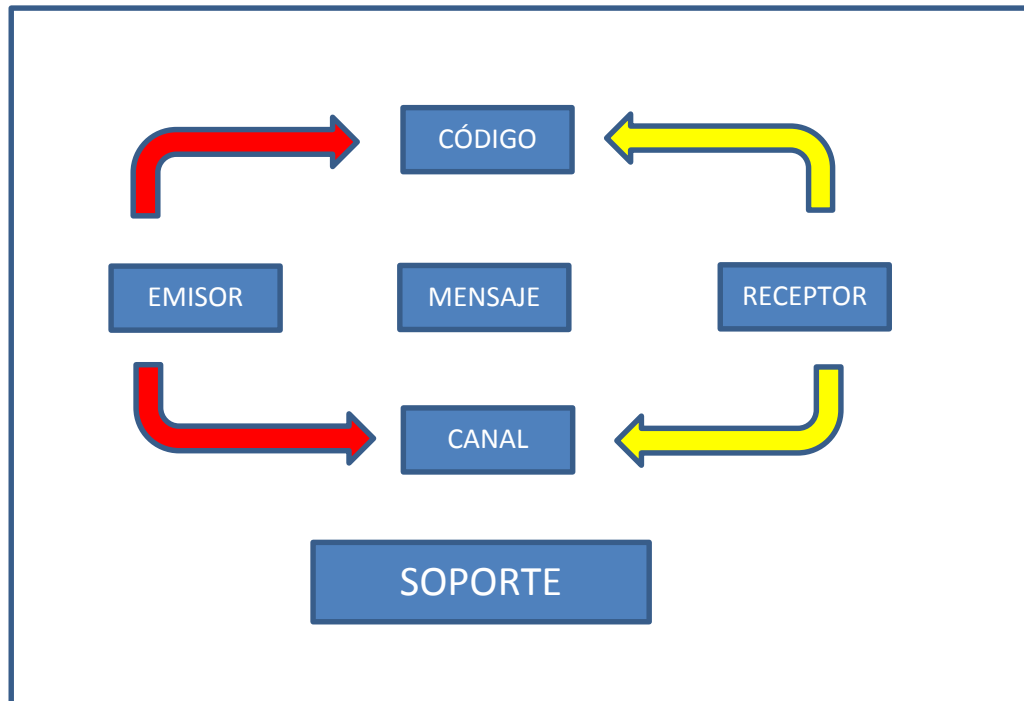 CÓDIGO
EMISOR
MENSAJE
RECEPTOR
CANAL
SOPORTE